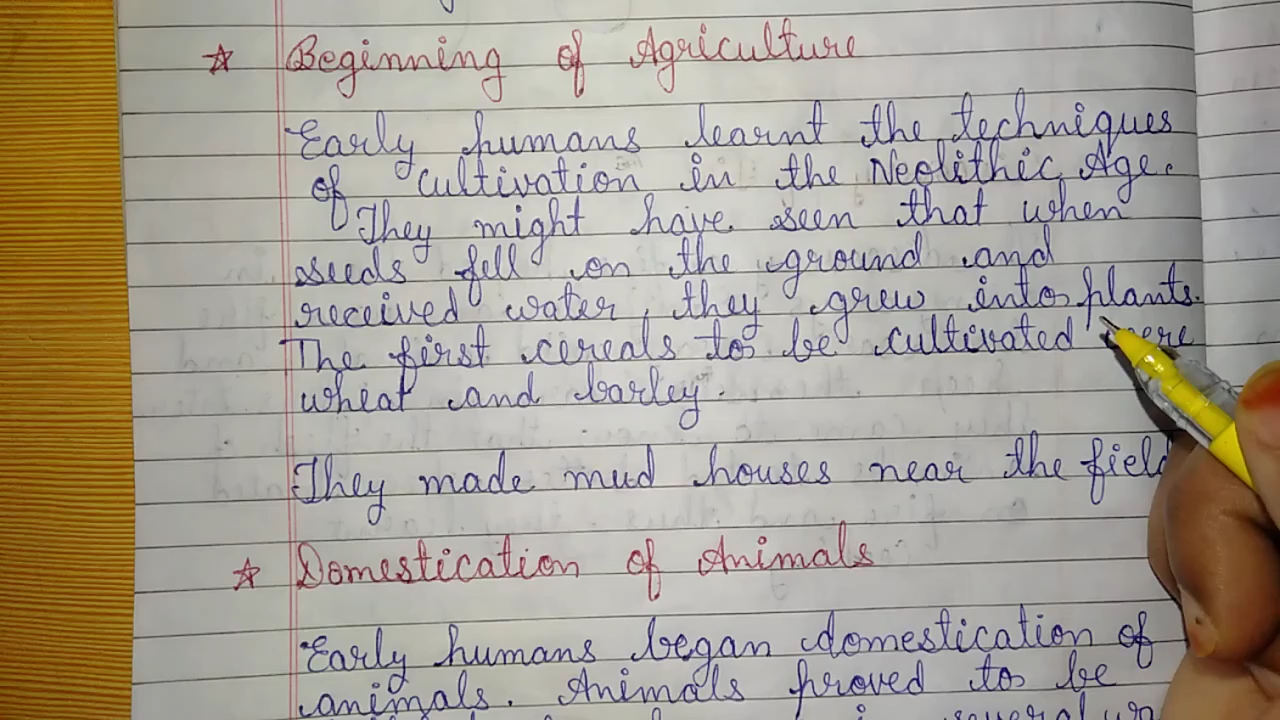 ☆ Beginning of Agriculture
Early humans learnt the techniques
of cultivation in the Neolithic Age.
They might have seen that when
seeds fell on the ground and
received water, they grew into plants.
The first cereals to be cultivated were
wheat and barley.
They made mud houses near the field
☆ Domestication of Animals
Early humans began domestication of
animals. Animals proved to be
in several